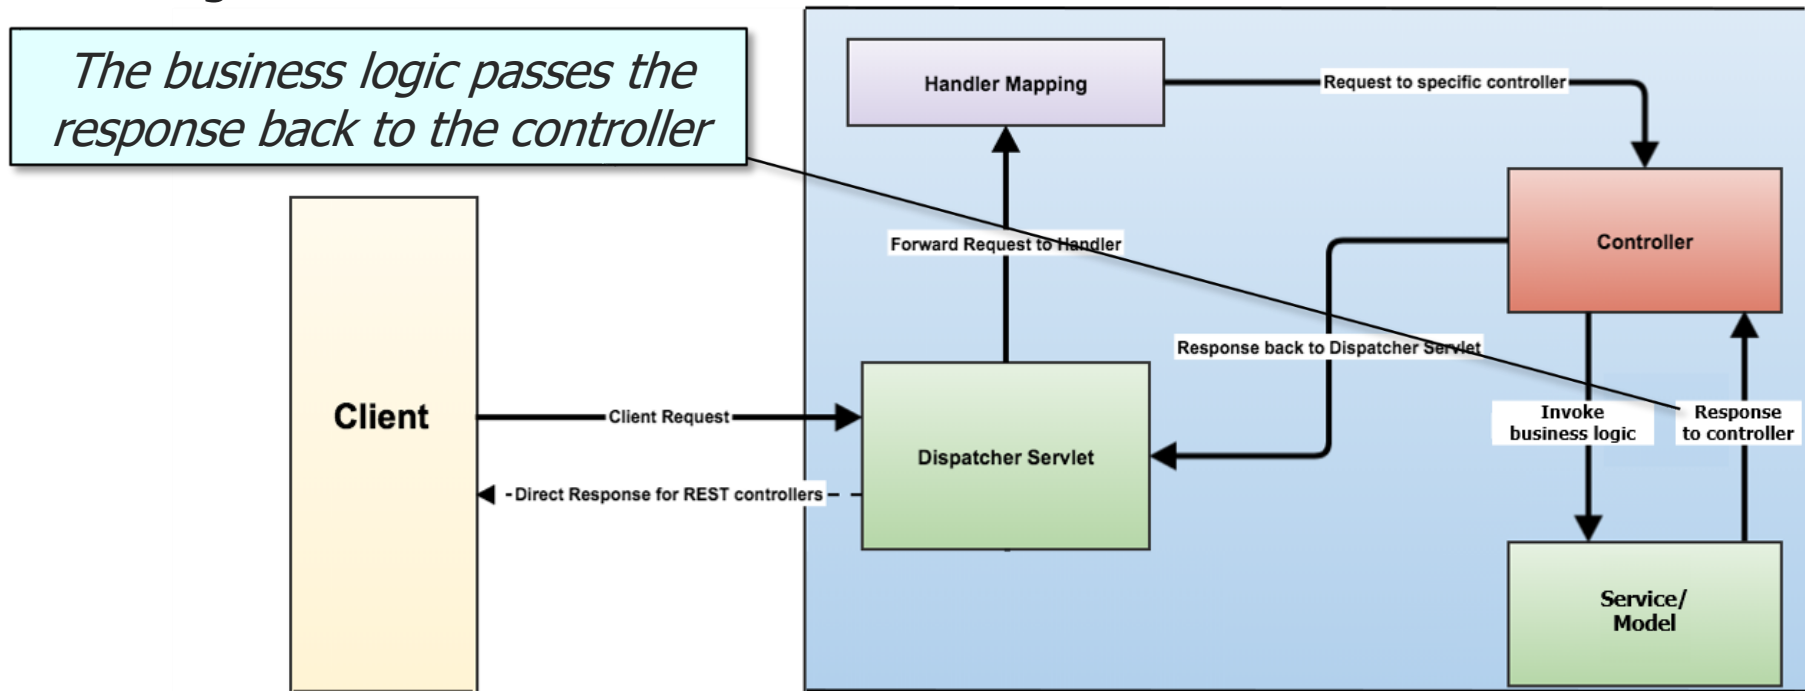 The business logic passes the
response back to the controller
Handler Mapping
Request to specific controller
Forward Request to Handler
Controller
Response back to Dispatcher Servlet
Client
Client Request
Dispatcher Servlet
Direct Response for REST controllers
Invoke
business logic
Response
to controller
Service/
Model